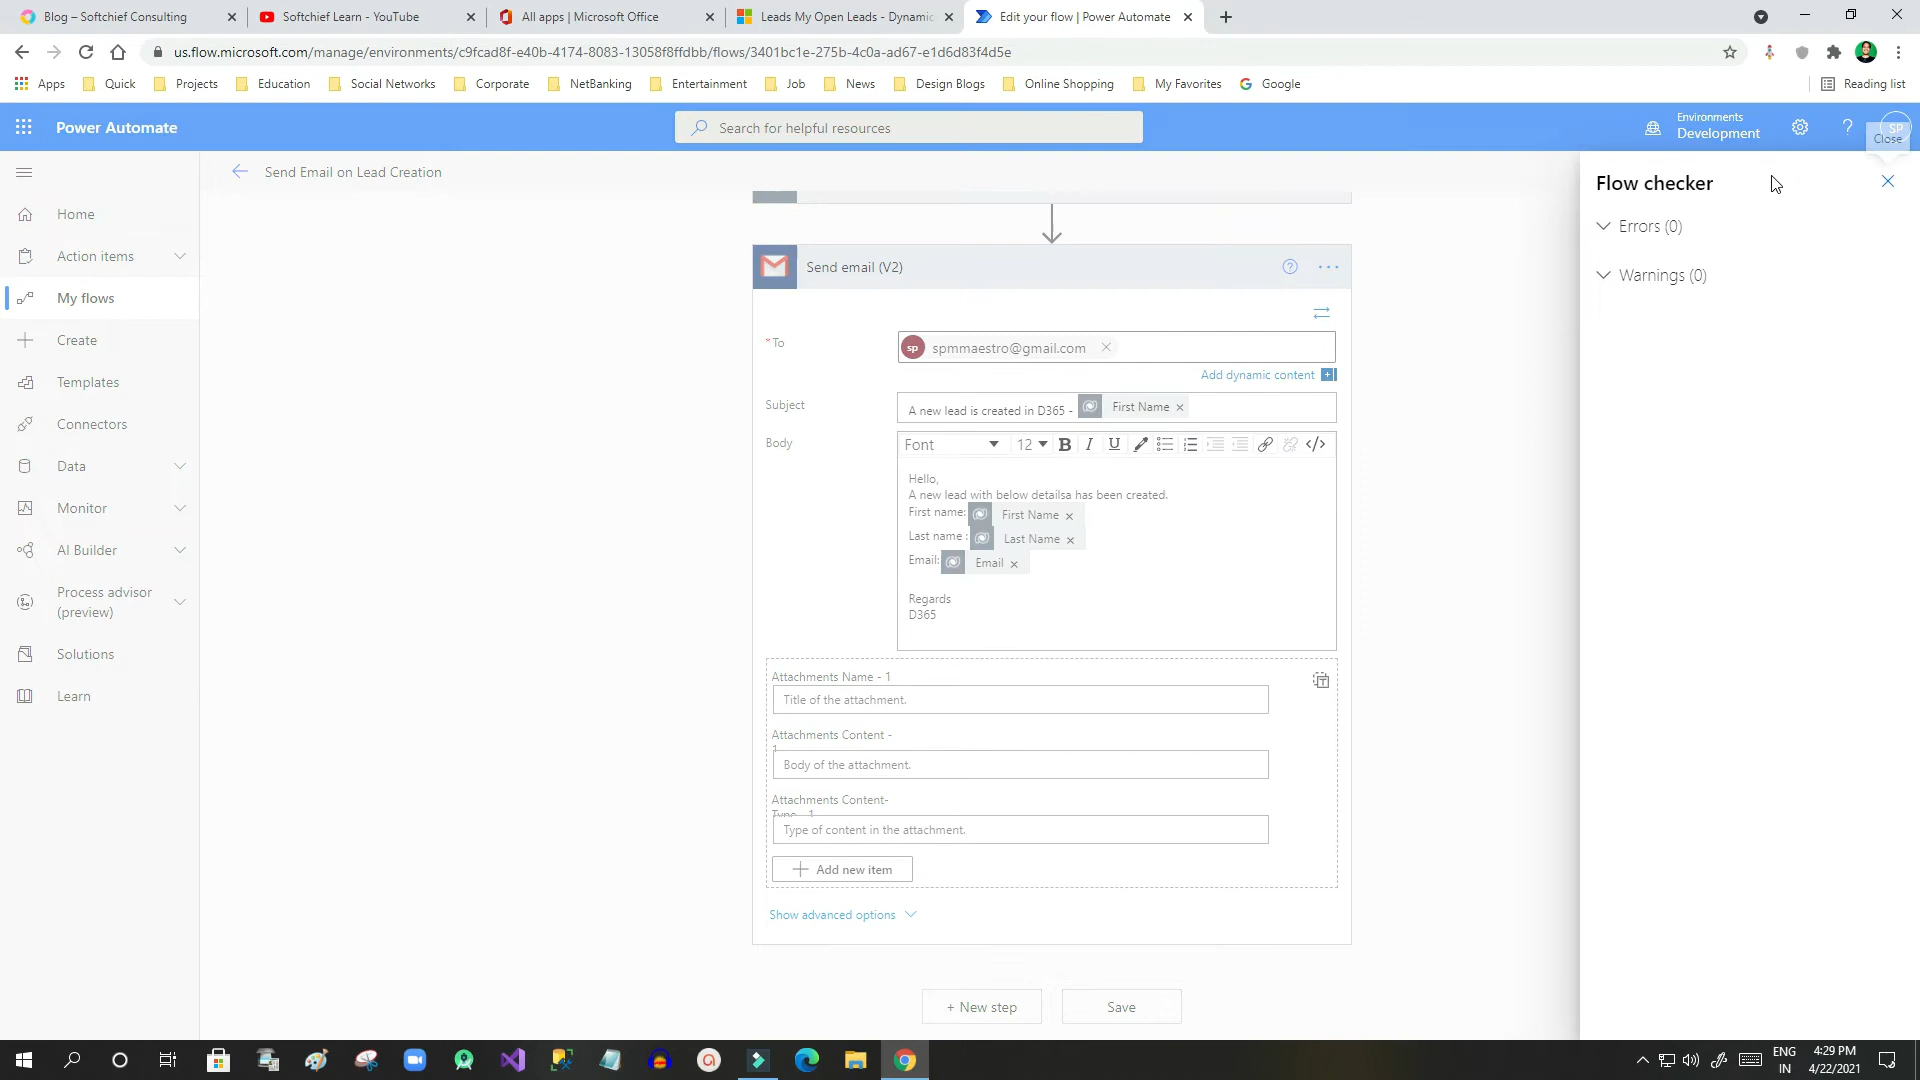 Blog – Softchief Consulting
Softchief Learn - YouTube
All apps | Microsoft Office
Leads My Open Leads - Dynamic
Edit your flow | Power Automate
us.flow.microsoft.com/manage/environments/c9fcad8f-e40b-4174-8083-13058f8ffdbb/flows/3401bc1e-275b-4c0a-ad67-e1d6d83f4d5e
Apps
Quick
Projects
Education
Social Networks
Corporate
NetBanking
Entertainment
Job
News
Design Blogs
Online Shopping
My Favorites
Google
Reading list
Power Automate
Search for helpful resources
Environments
Development
SP
Close
Send Email on Lead Creation
Flow checker
Errors (0)
Warnings (0)
Home
Action items
My flows
Create
Templates
Connectors
Data
Monitor
AI Builder
Process advisor
(preview)
Solutions
Learn
Send email (V2)
* To
sp spmmaestro@gmail.com
Add dynamic content
Subject
A new lead is created in D365 - First Name
Body
Font 12 B I U </>
Hello,
A new lead with below detailsa has been created.
First name: First Name
Last name : Last Name
Email: Email
Regards
D365
Attachments Name - 1
Title of the attachment.
Attachments Content -
1
Body of the attachment.
Attachments Content-
Type - 1
Type of content in the attachment.
Add new item
Show advanced options
+ New step
Save
ENG
IN
4:29 PM
4/22/2021